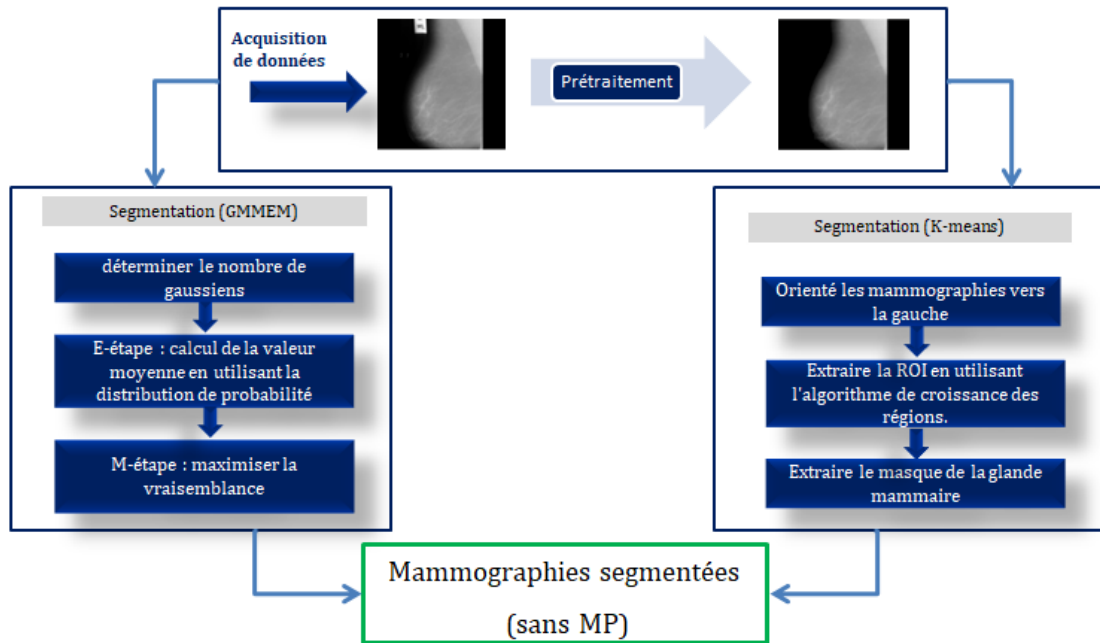 Acquisition
de données
Prétraitement
Segmentation (GMMEM)
déterminer le nombre de
gaussiens
E-étape : calcul de la valeur
moyenne en utilisant la
distribution de probabilité
M-étape : maximiser la
vraisemblance
Segmentation (K-means)
Orienté les mammographies vers
la gauche
Extraire la ROI en utilisant
l'algorithme de croissance des
régions.
Extraire le masque de la glande
mammaire
Mammographies segmentées
(sans MP)